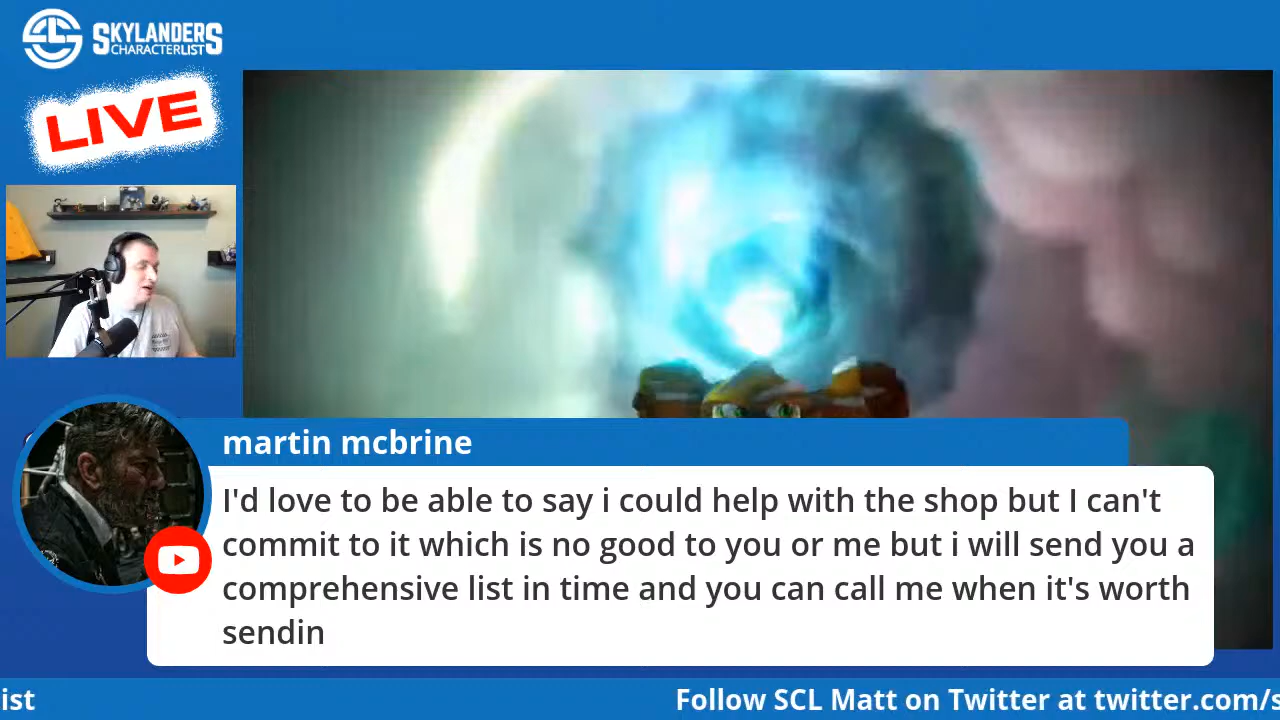 SKYLANDERS
CHARACTERLIST
LIVE
martin mcbrine
I'd love to be able to say i could help with the shop but I can't
commit to it which is no good to you or me but i will send you a
comprehensive list in time and you can call me when it's worth
sendin
ist
Follow SCL Matt on Twitter at twitter.com/s